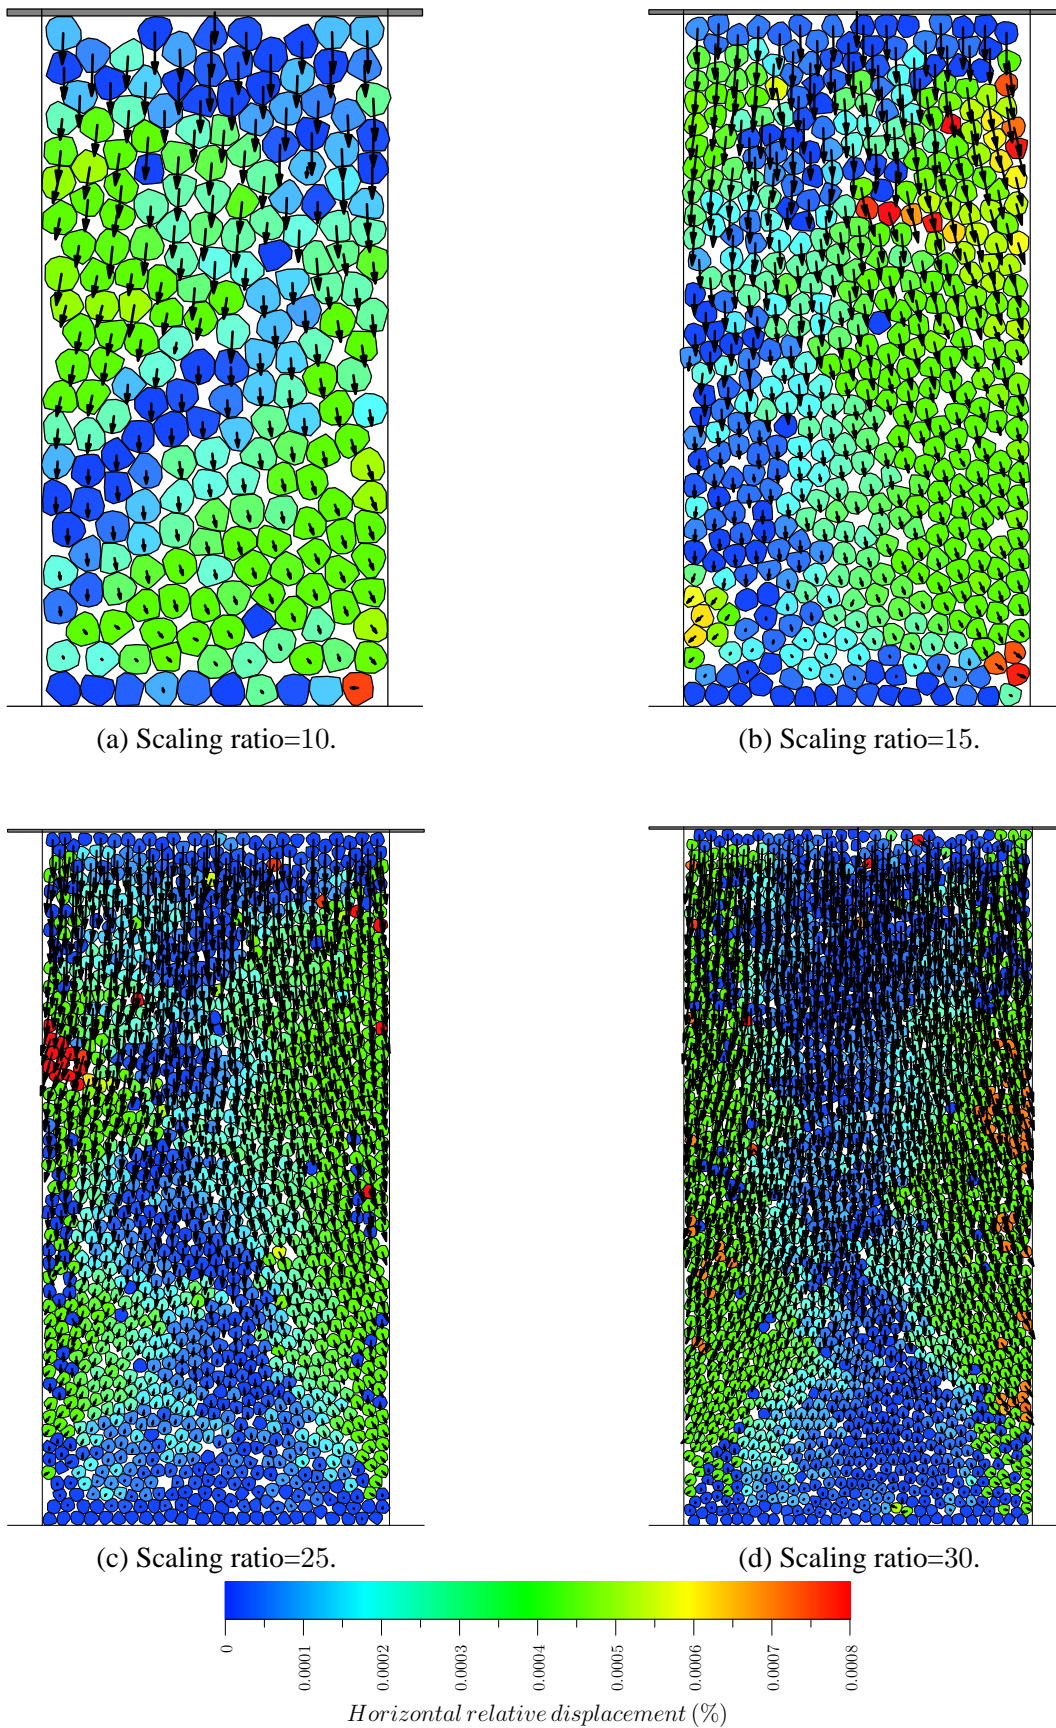 (a) Scaling ratio=10.
(b) Scaling ratio=15.
(c) Scaling ratio=25.
(d) Scaling ratio=30.
0
0.0001
0.0002
0.0003
0.0004
0.0005
0.0006
0.0007
0.0008
Horizontal relative displacement (%)